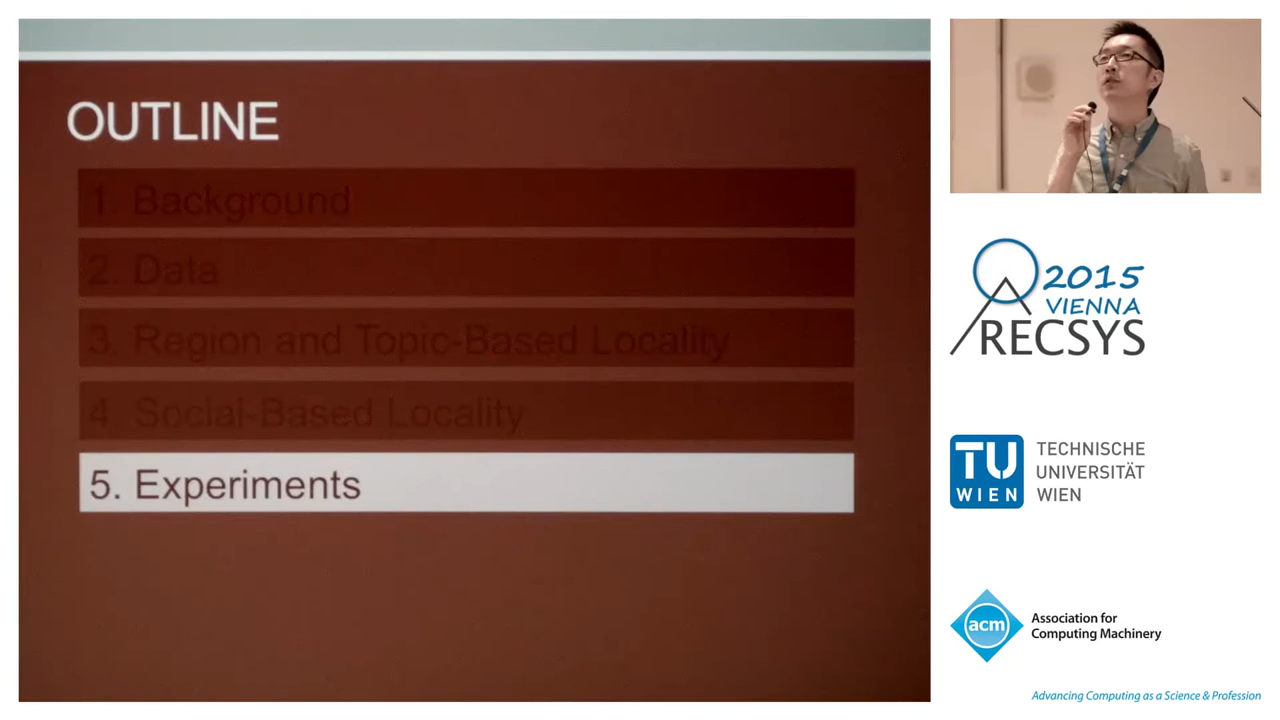 OUTLINE
1. Background
2. Data
3. Region and Topic-Based Locality
4. Social-Based Locality
5. Experiments
2015
VIENNA
RECSYS
TU
WIEN
TECHNISCHE
UNIVERSITÄT
WIEN
acm
Association for
Computing Machinery
Advancing Computing as a Science & Profession